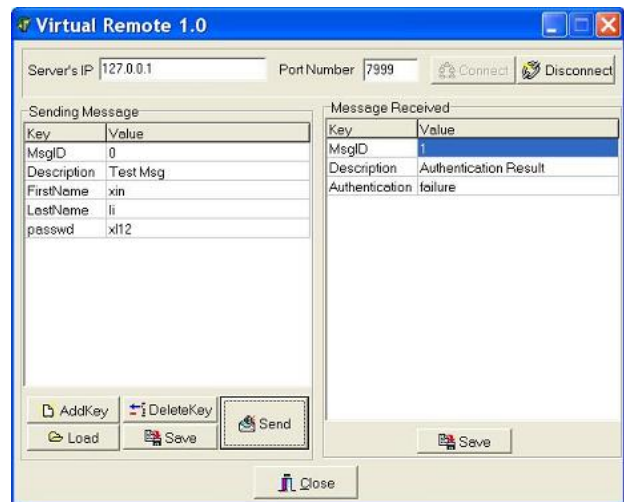 Virtual Remote 1.0
Server's IP 127.0.0.1 Port Number 7999 Connect Disconnect
Sending Message
Key Value
MsgID 0
Description Test Msg
FirstName xin
LastName li
passwd xl12
AddKey DeleteKey
Load Save
Send
Message Received
Key Value
MsgID 1
Description Authentication Result
Authentication failure
Save
Close